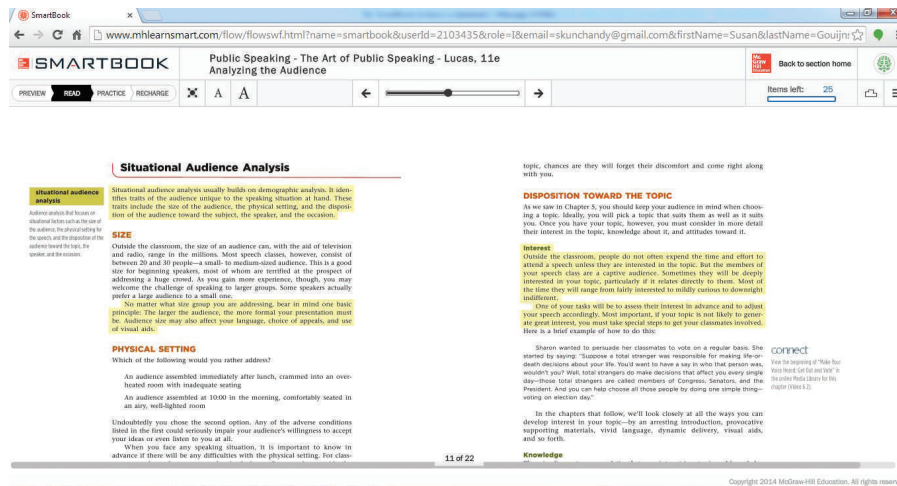 SmartBook
www.mhlearnsmart.com/flow/flowswf.html?name=smartbook&userId=2103435&role=I&email=skunchandy@gmail.com&firstName=Susan&lastName=Gouijn
SMARTBOOK
Public Speaking - The Art of Public Speaking - Lucas, 11e
Analyzing the Audience
Mc
Graw
Hill
Education
Back to section home
PREVIEW READ PRACTICE RECHARGE
A A
Items left: 25
Situational Audience Analysis
situational audience
analysis
Audience analysis that focuses on
situational factors such as the size of
the audience, the physical setting for
the speech, and the disposition of the
audience toward the topic, the
speaker, and the occasion.
Situational audience analysis usually builds on demographic analysis. It iden-
tifies traits of the audience unique to the speaking situation at hand. These
traits include the size of the audience, the physical setting, and the disposi-
tion of the audience toward the subject, the speaker, and the occasion.
SIZE
Outside the classroom, the size of an audience can, with the aid of television
and radio, range in the millions. Most speech classes, however, consist of
between 20 and 30 people—a small- to medium-sized audience. This is a good
size for beginning speakers, most of whom are terrified at the prospect of
addressing a huge crowd. As you gain more experience, though, you may
welcome the challenge of speaking to larger groups. Some speakers actually
prefer a large audience to a small one.
No matter what size group you are addressing, bear in mind one basic
principle: The larger the audience, the more formal your presentation must
be. Audience size may also affect your language, choice of appeals, and use
of visual aids.
PHYSICAL SETTING
Which of the following would you rather address?
An audience assembled immediately after lunch, crammed into an over-
heated room with inadequate seating
An audience assembled at 10:00 in the morning, comfortably seated in
an airy, well-lighted room
Undoubtedly you chose the second option. Any of the adverse conditions
listed in the first could seriously impair your audience's willingness to accept
your ideas or even listen to you at all.
When you face any speaking situation, it is important to know in
advance if there will be any difficulties with the physical setting. For class-
topic, chances are they will forget their discomfort and come right along
with you.
DISPOSITION TOWARD THE TOPIC
As we saw in Chapter 5, you should keep your audience in mind when choos-
ing a topic. Ideally, you will pick a topic that suits them as well as it suits
you. Once you have your topic, however, you must consider in more detail
their interest in the topic, knowledge about it, and attitudes toward it.
Interest
Outside the classroom, people do not often expend the time and effort to
attend a speech unless they are interested in the topic. But the members of
your speech class are a captive audience. Sometimes they will be deeply
interested in your topic, particularly if it relates directly to them. Most of
the time they will range from fairly interested to mildly curious to downright
indifferent.
One of your tasks will be to assess their interest in advance and to adjust
your speech accordingly. Most important, if your topic is not likely to gener-
ate great interest, you must take special steps to get your classmates involved.
Here is a brief example of how to do this:
Sharon wanted to persuade her classmates to vote on a regular basis. She
started by saying: "Suppose a total stranger was responsible for making life-or-
death decisions about your life. You'd want to have a say in who that person was,
wouldn't you? Well, total strangers do make decisions that affect you every single
day—those total strangers are called members of Congress, Senators, and the
President. And you can help choose all those people by doing one simple thing—
voting on election day."
connect
View the beginning of "Make Your
Voice Heard: Get Out and Vote" in
the online Media Library for this
chapter (Video 6.2).
In the chapters that follow, we'll look closely at all the ways you can
develop interest in your topic—by an arresting introduction, provocative
supporting materials, vivid language, dynamic delivery, visual aids,
and so forth.
Knowledge
11 of 22
Copyright 2014 McGraw-Hill Education. All rights reserv